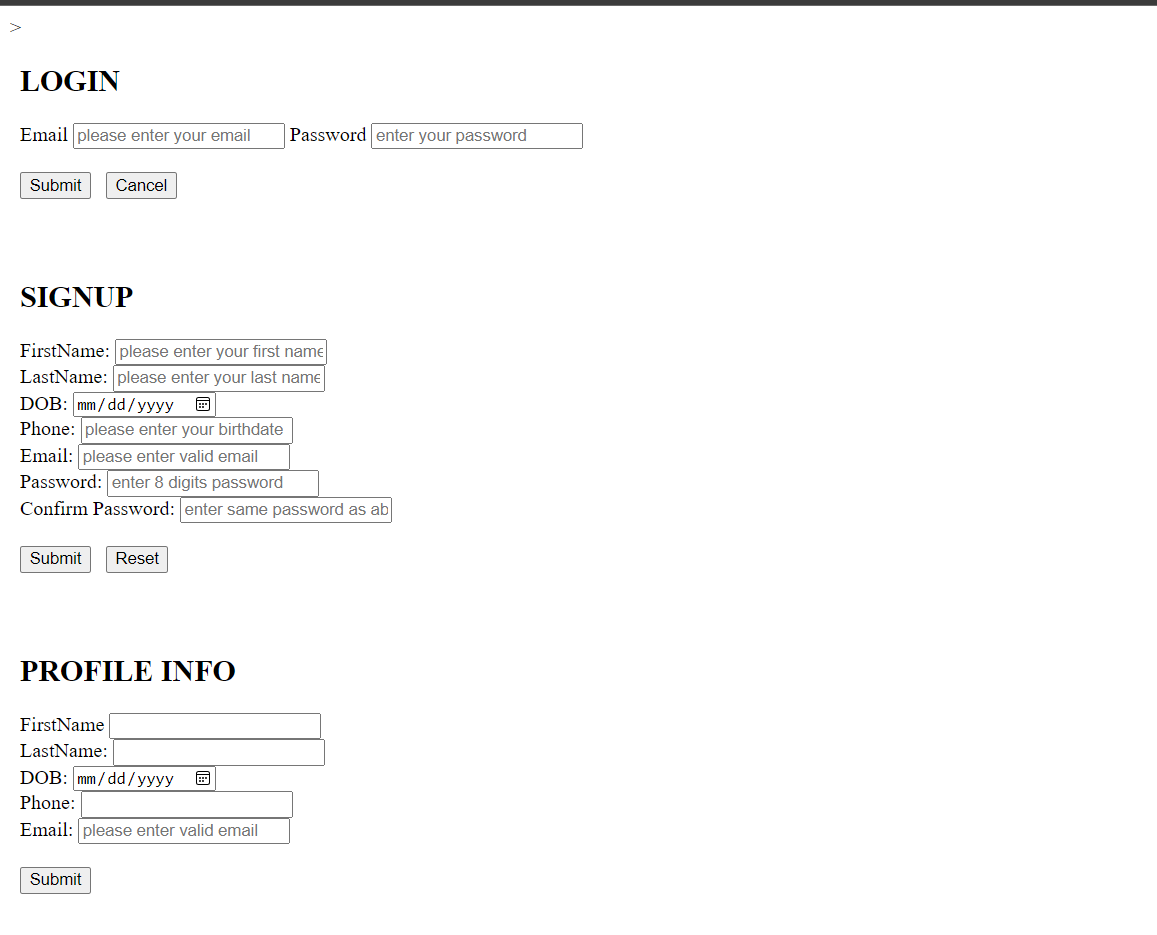 >
LOGIN
Email please enter your email Password enter your password
Submit Cancel
SIGNUP
FirstName: please enter your first name
LastName: please enter your last name
DOB: mm/dd/yyyy
Phone: please enter your birthdate
Email: please enter valid email
Password: enter 8 digits password
Confirm Password: enter same password as ab
Submit Reset
PROFILE INFO
FirstName
LastName:
DOB: mm/dd/yyyy
Phone:
Email: please enter valid email
Submit